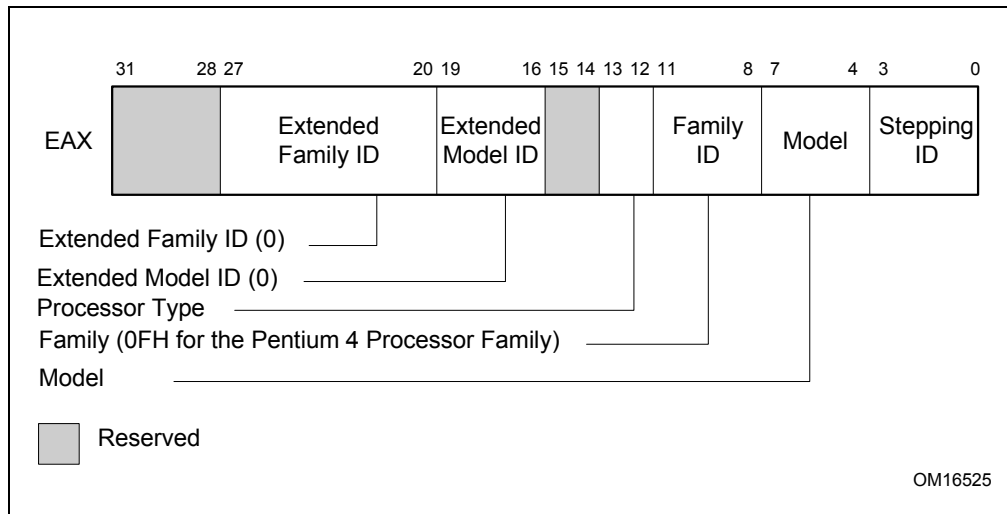 31 28 27 20 19 16 15 14 13 12 11 8 7 4 3 0
EAX
Extended
Family ID
Extended
Model ID
Family
ID
Model
Stepping
ID
Extended Family ID (0)
Extended Model ID (0)
Processor Type
Family (0FH for the Pentium 4 Processor Family)
Model
Reserved
OM16525